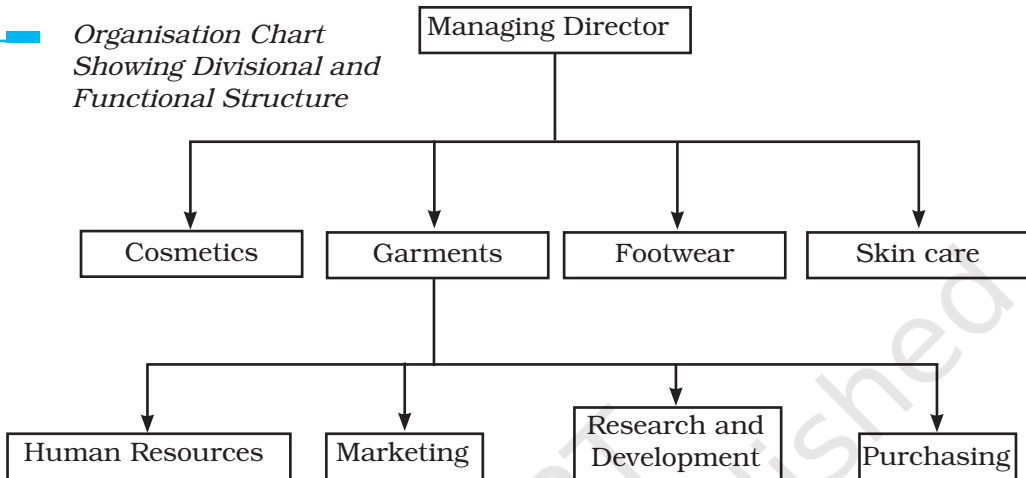 Organisation Chart
Showing Divisional and
Functional Structure
Managing Director
Cosmetics
Garments
Footwear
Skin care
Human Resources
Marketing
Research and
Development
Purchasing